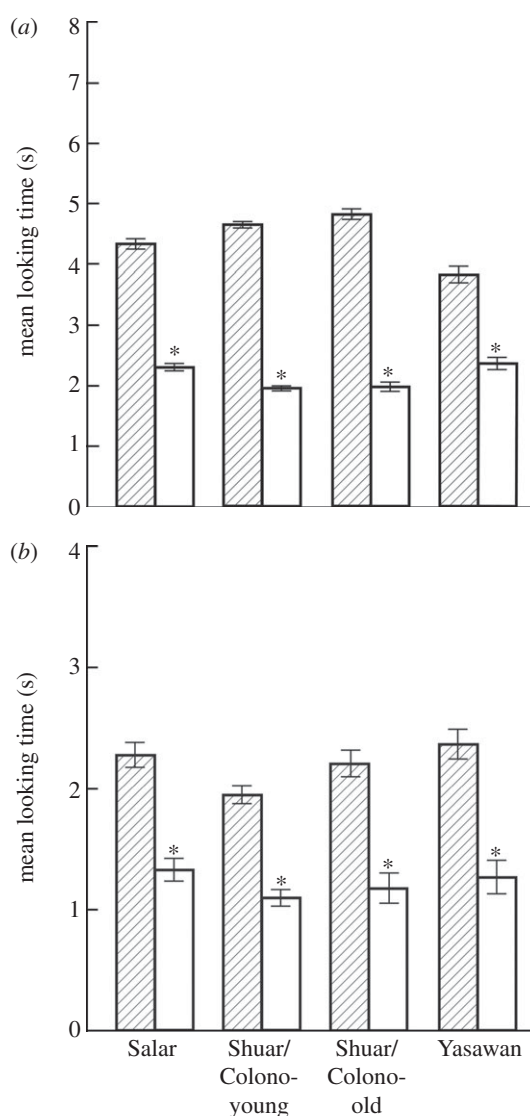 (a)
8
7
6
5
4
3
2
1
0
mean looking time (s)
* * * *
(b)
4
3
2
1
0
mean looking time (s)
* * * *
Salar Shuar/ Shuar/ Yasawan
Colono- Colono-
young old